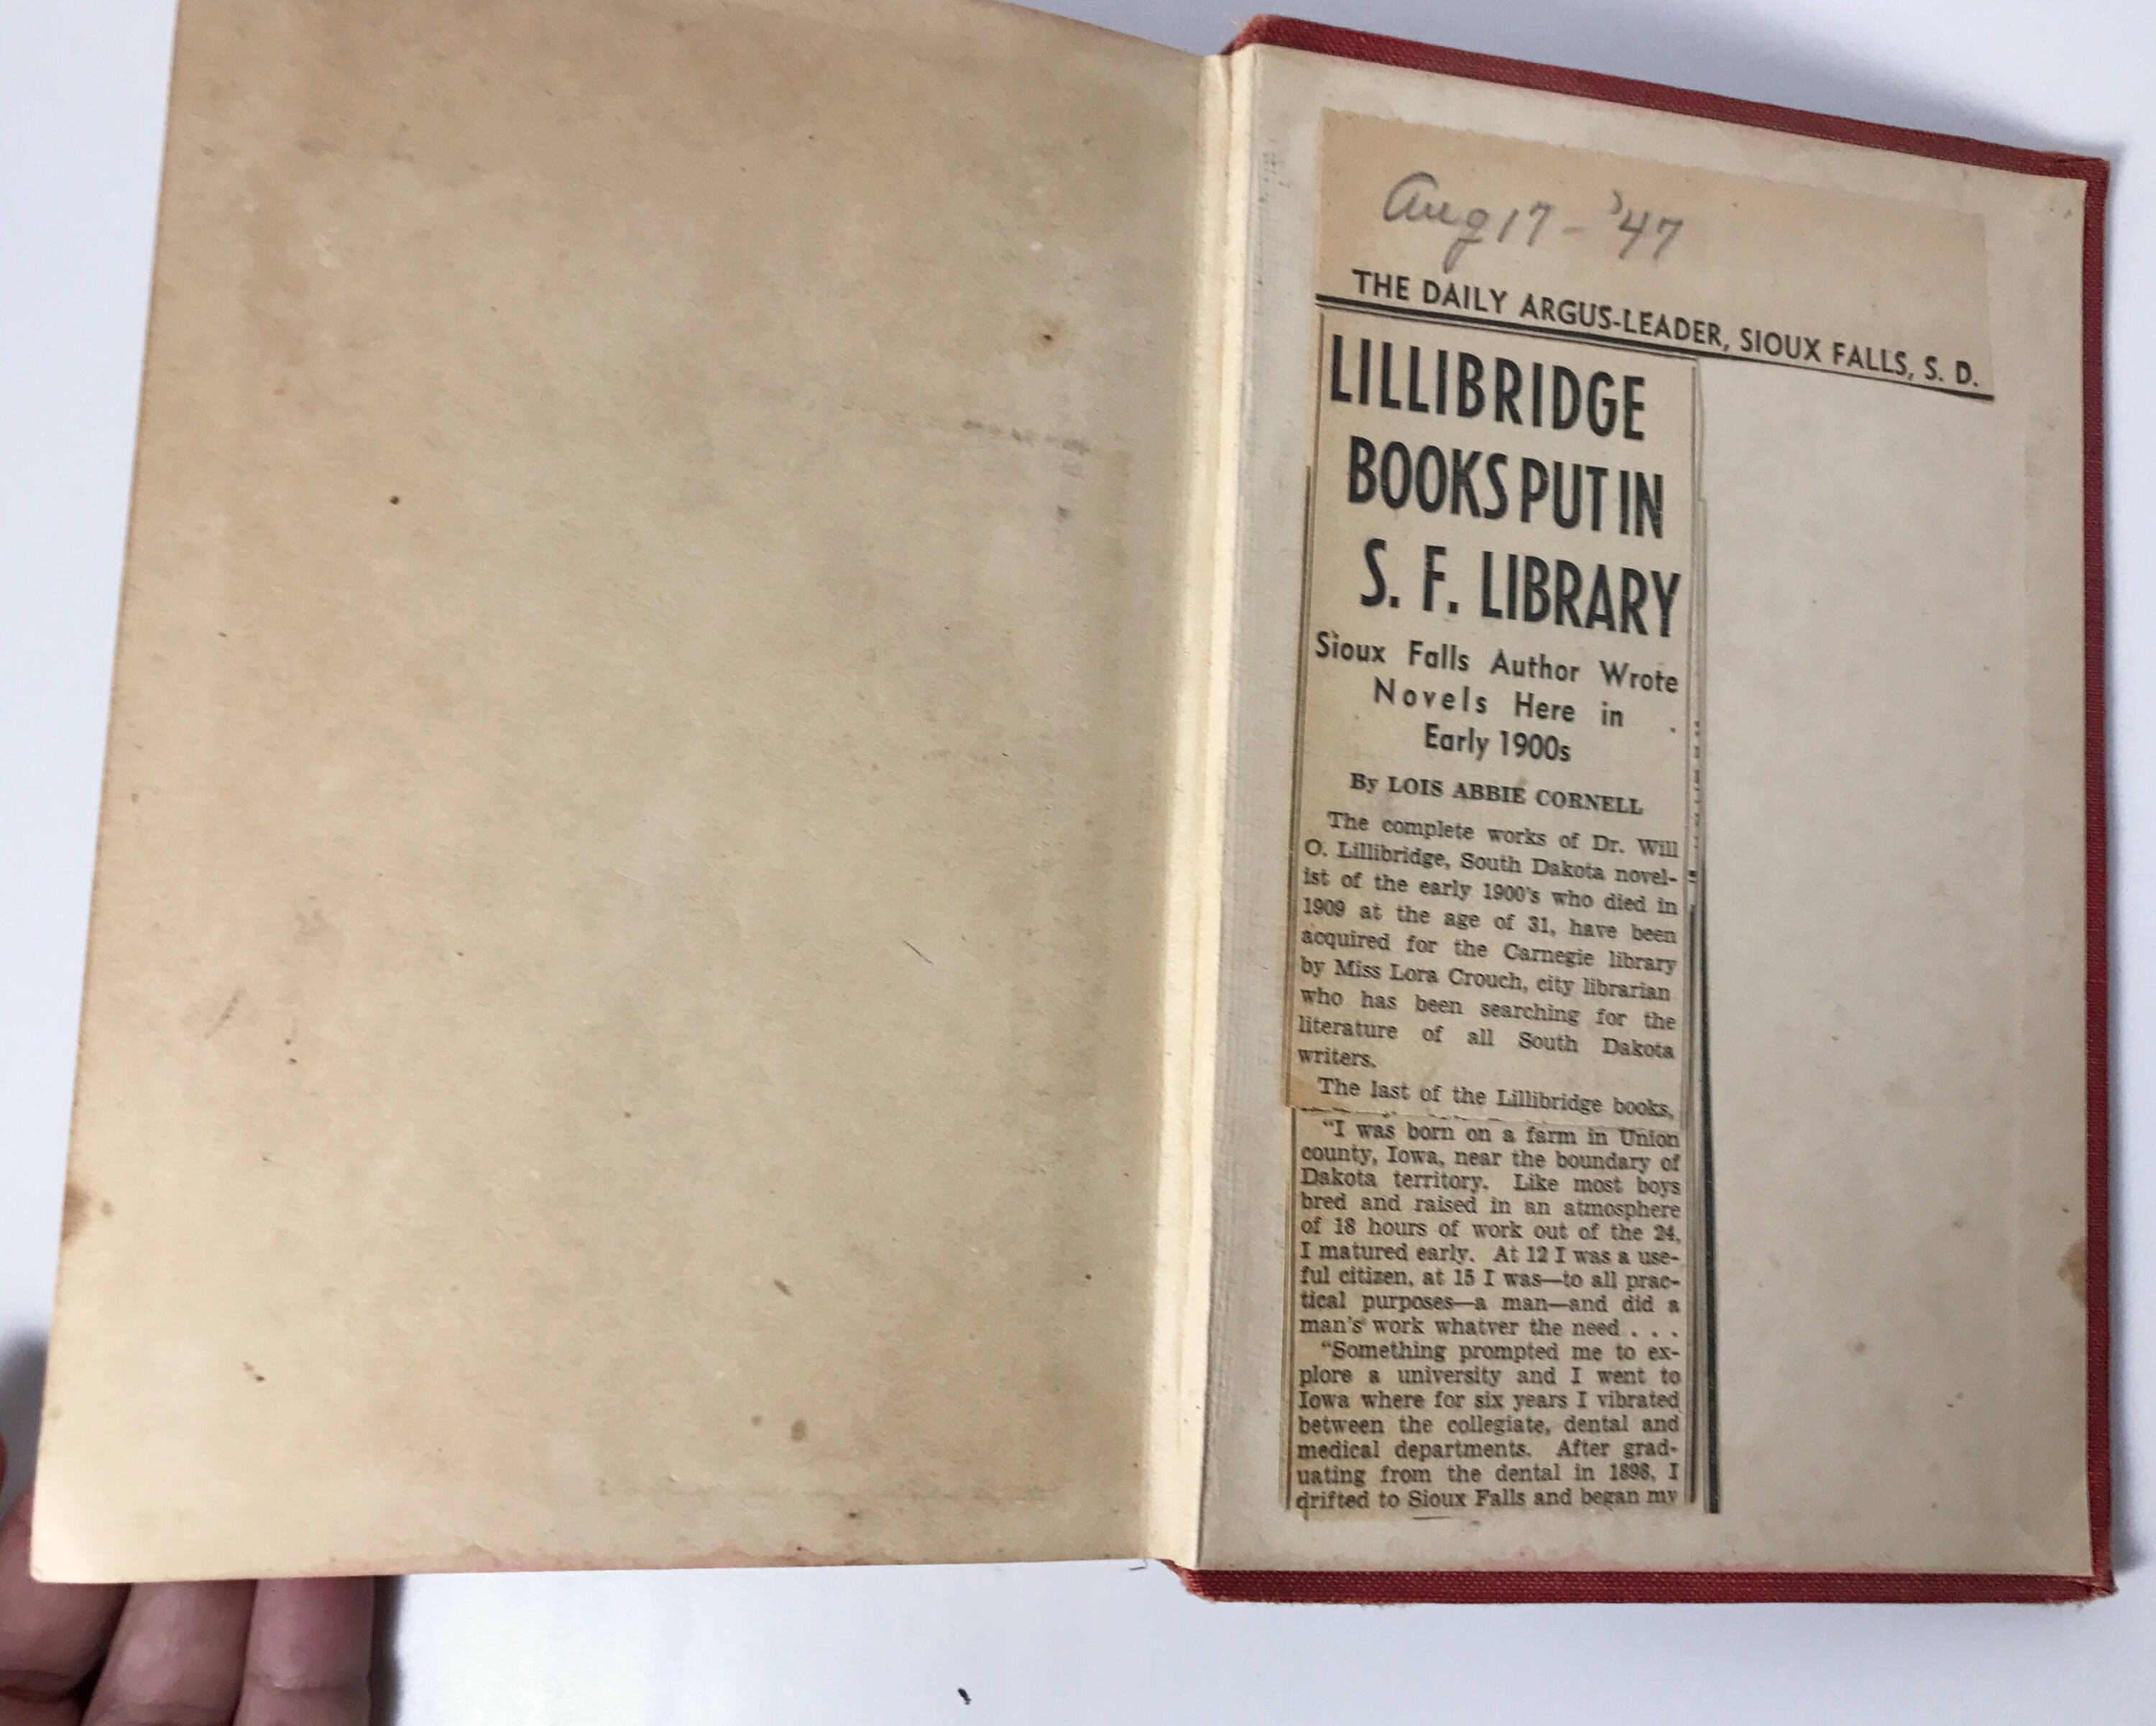 Aug 17 - '47
THE DAILY ARGUS-LEADER, SIOUX FALLS, S. D.
LILLIBRIDGE
BOOKS PUT IN
S. F. LIBRARY
Sioux Falls Author Wrote
Novels Here in
Early 1900s
By LOIS ABBIE CORNELL
The complete works of Dr. Will
O. Lillibridge, South Dakota novel-
ist of the early 1900's who died in
1909 at the age of 31, have been
acquired for the Carnegie library
by Miss Lora Crouch, city librarian
who has been searching for the
literature of all South Dakota
writers.
The last of the Lillibridge books,
"I was born on a farm in Union
county, Iowa, near the boundary of
Dakota territory. Like most boys
bred and raised in an atmosphere
of 18 hours of work out of the 24,
I matured early. At 12 I was a use-
ful citizen, at 15 I was—to all prac-
tical purposes—a man—and did a
man's work whatver the need . . .
"Something prompted me to ex-
plore a university and I went to
Iowa where for six years I vibrated
between the collegiate, dental and
medical departments. After grad-
uating from the dental in 1898, I
drifted to Sioux Falls and began my